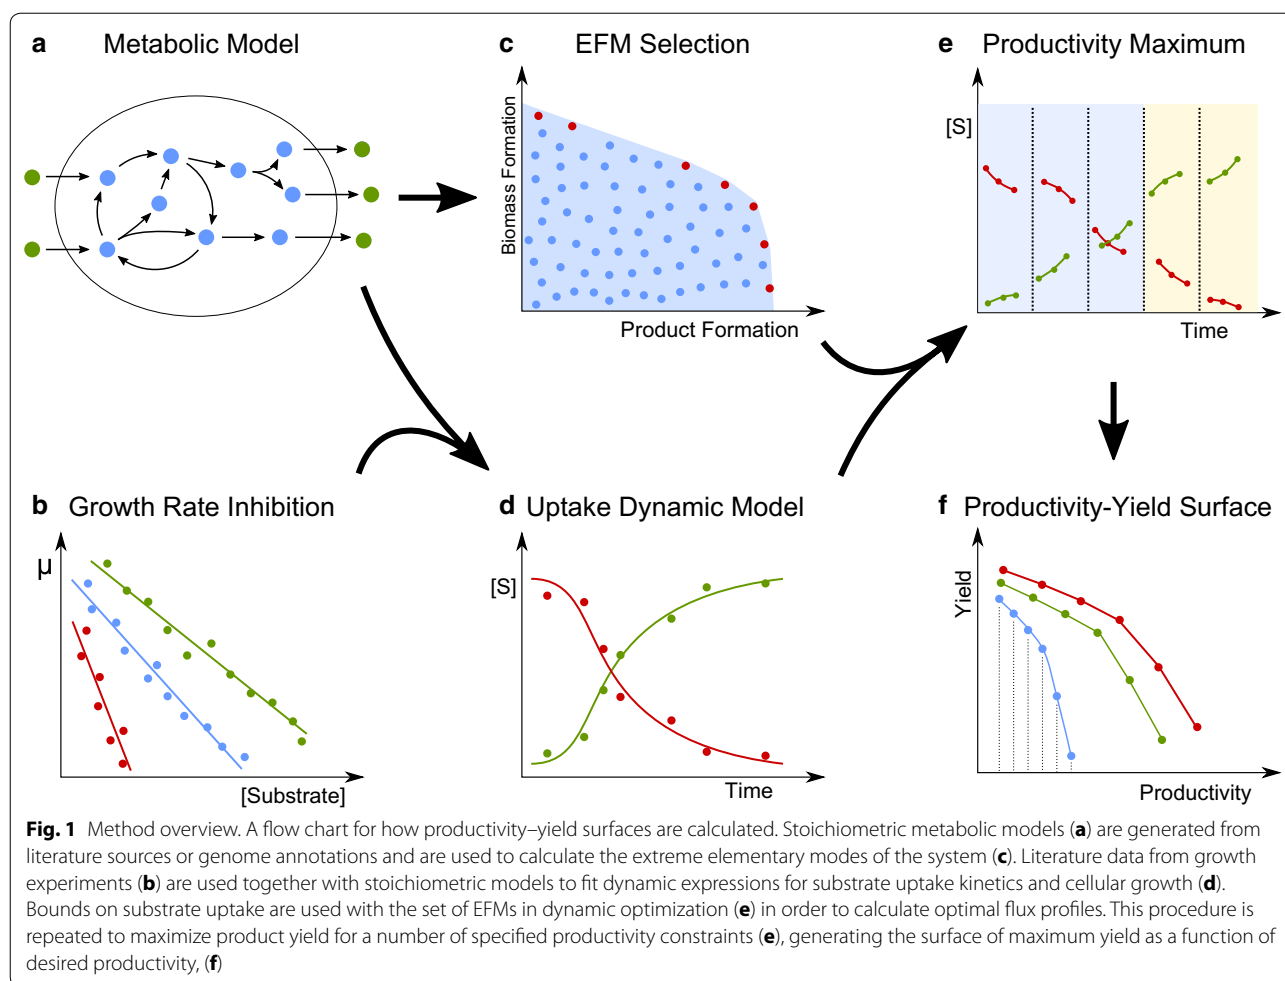 a Metabolic Model
c EFM Selection
Biomass Formation
Product Formation
e Productivity Maximum
[S]
Time
b Growth Rate Inhibition
μ
[Substrate]
d Uptake Dynamic Model
[S]
Time
f Productivity-Yield Surface
Yield
Productivity
Fig. 1 Method overview. A flow chart for how productivity–yield surfaces are calculated. Stoichiometric metabolic models (a) are generated from
literature sources or genome annotations and are used to calculate the extreme elementary modes of the system (c). Literature data from growth
experiments (b) are used together with stoichiometric models to fit dynamic expressions for substrate uptake kinetics and cellular growth (d).
Bounds on substrate uptake are used with the set of EFMs in dynamic optimization (e) in order to calculate optimal flux profiles. This procedure is
repeated to maximize product yield for a number of specified productivity constraints (e), generating the surface of maximum yield as a function of
desired productivity, (f)